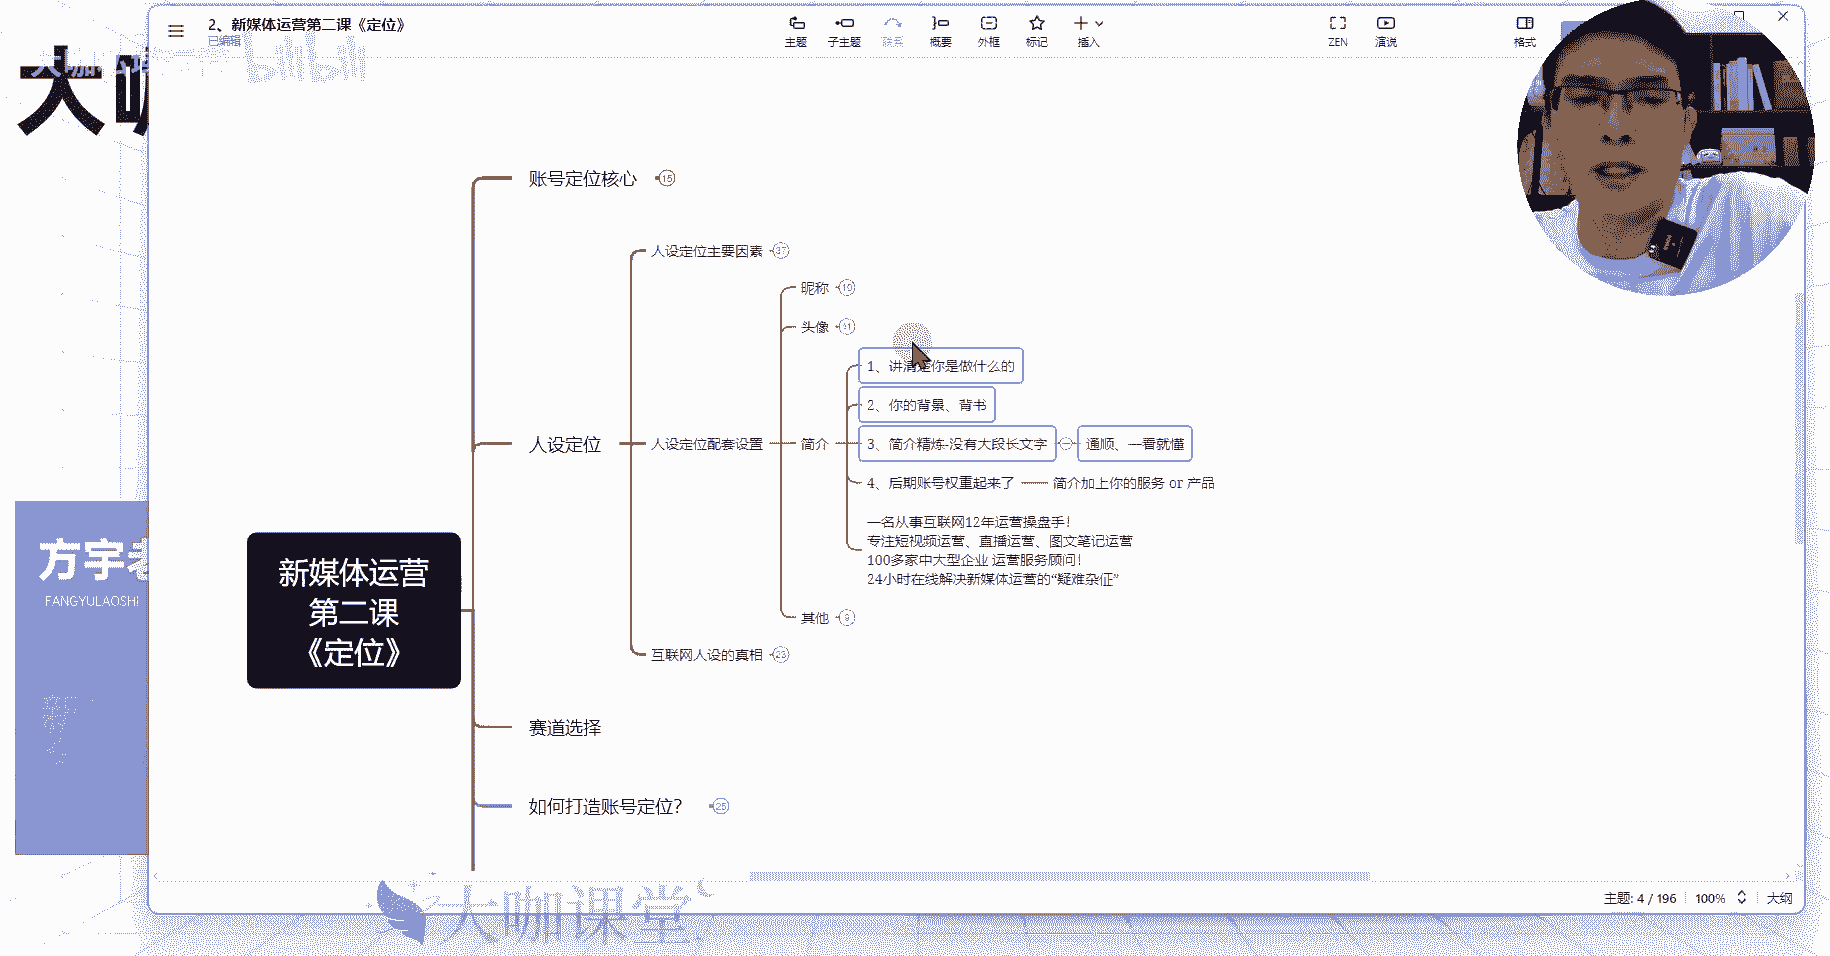 2、新媒体运营第二课《定位》
已编辑
主题
子主题
联系
概要
外框
标记
插入
ZEN
演说
格式
bilibili
大咖
账号定位核心 15
人设定位主要因素 37
昵称 19
头像 41
1、讲清楚你是做什么的
2、你的背景、背书
人设定位
人设定位配套设置
简介
3、简介精炼-没有大段长文字
通顺、一看就懂
4、后期账号权重起来了
简介加上你的服务 or 产品
一名从事互联网12年运营操盘手！
专注短视频运营、直播运营、图文笔记运营
100多家中大型企业 运营服务顾问！
24小时在线解决新媒体运营的“疑难杂症”
其他 9
互联网人设的真相 23
新媒体运营
第二课
《定位》
方宇老
FANGYULAOSHI
赛道选择
如何打造账号定位？ 25
主题: 4 / 196
100%
大纲
大咖课堂